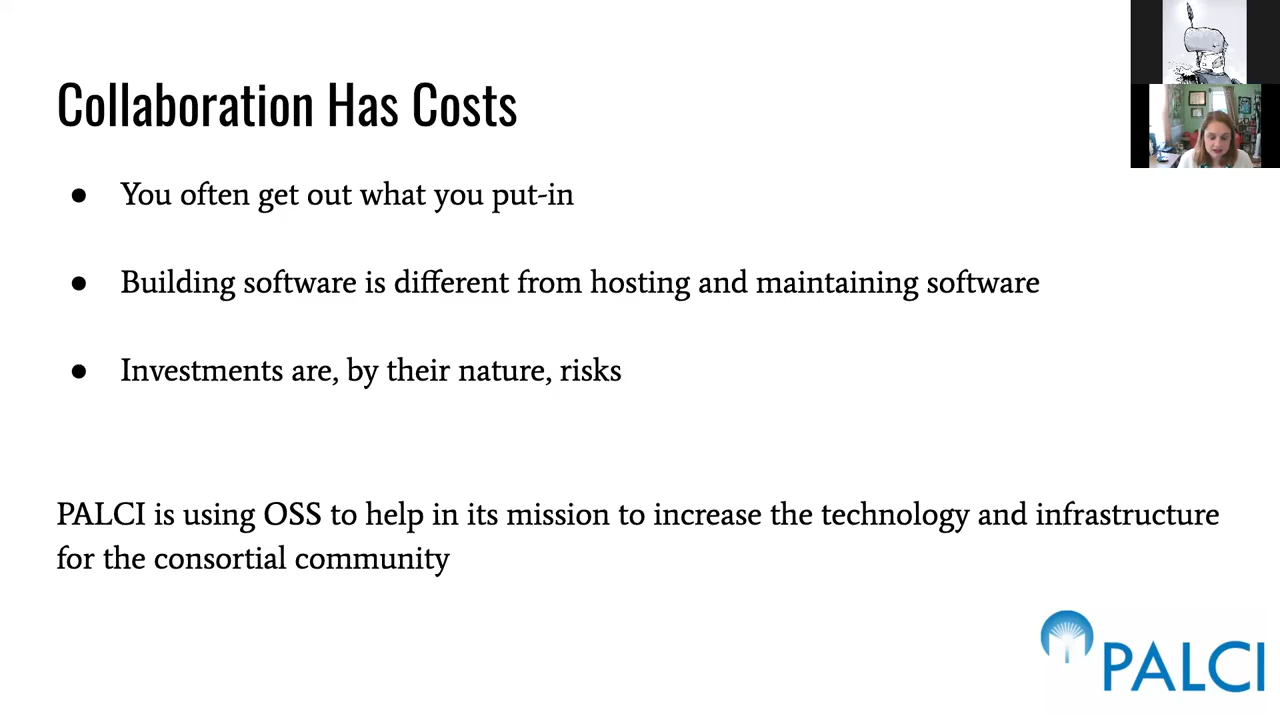 Collaboration Has Costs
● You often get out what you put-in
● Building software is different from hosting and maintaining software
● Investments are, by their nature, risks
PALCI is using OSS to help in its mission to increase the technology and infrastructure
for the consortial community
PALCI